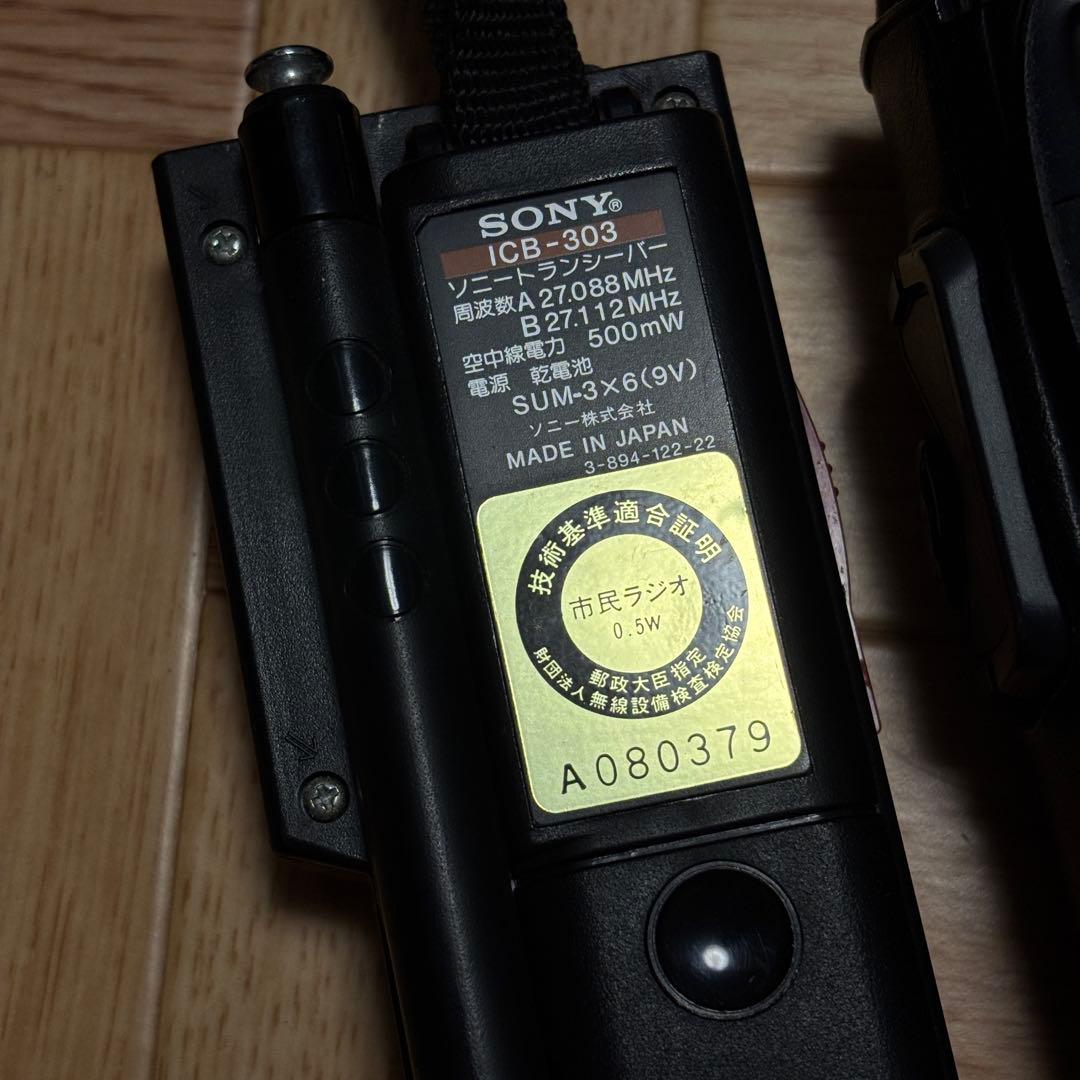 SONY®
ICB-303
ソニートランシーバー
周波数 A 27.088MHz
B 27.112MHz
空中線電力 500mW
電源 乾電池
SUM-3×6(9V)
ソニー株式会社
MADE IN JAPAN
3-894-122-22
技術基準適合証明
市民ラジオ
0.5W
郵政大臣指定
財団法人無線設備検査検定協会
A080379